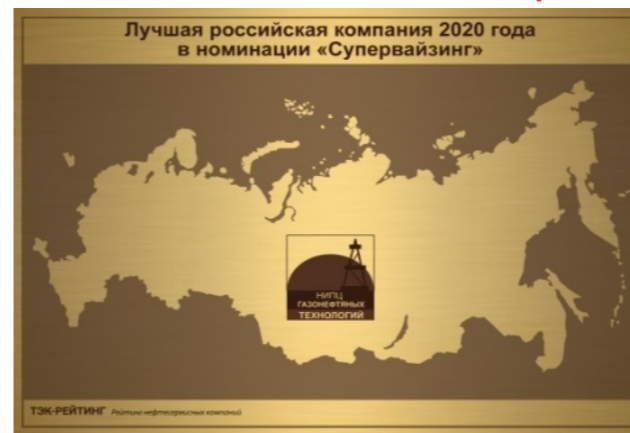 Лучшая российская компания 2020 года
в номинации «Супервайзинг»
НИПЦ
ГАЗОНЕФТЯНЫХ
ТЕХНОЛОГИЙ
ТЭК-РЕЙТИНГ Рейтинг нефтесервисных компаний